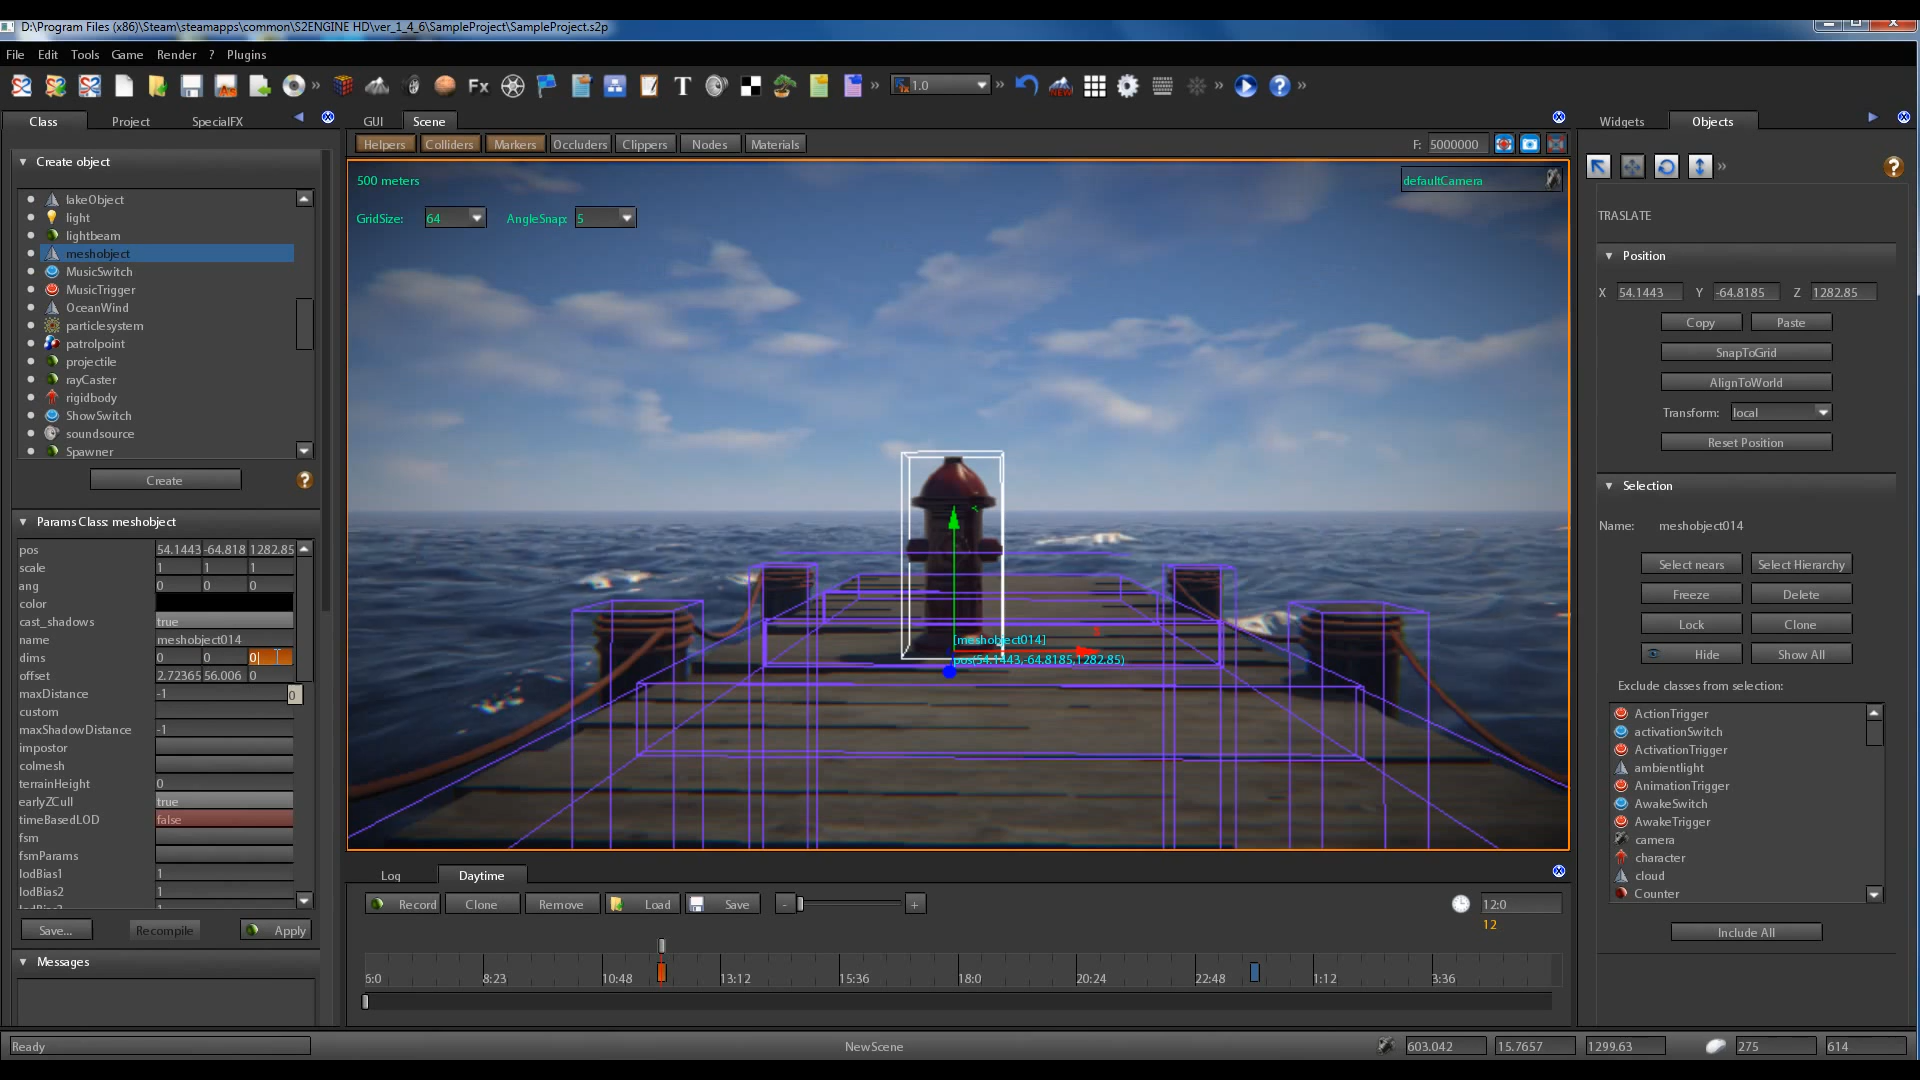 D:\Program Files (x86)\Steam\steamapps\common\S2ENGINE HD\ver_1_4_6\SampleProject\SampleProject.s2p
File Edit Tools Game Render ? Plugins
Fx T 1.0
Class Project SpecialFX
GUI Scene
Widgets Objects
Helpers Colliders Markers Occluders Clippers Nodes Materials F: 5000000
500 meters
defaultCamera
GridSize: 64 AngleSnap: 5
[meshobject014]
pos(54.1443,-64.8185,1282.85)
Create object
lakeObject
light
lightbeam
meshobject
MusicSwitch
MusicTrigger
OceanWind
particlesystem
patrolpoint
projectile
rayCaster
rigidbody
ShowSwitch
soundsource
Spawner
Create
Params Class: meshobject
pos 54.1443 -64.818 1282.85
scale 1 1 1
ang 0 0 0
color
cast_shadows true
name meshobject014
dims 0 0 0
offset 2.72365 56.006 0
maxDistance -1
0
custom
maxShadowDistance -1
impostor
colmesh
terrainHeight 0
earlyZCull true
timeBasedLOD false
fsm
fsmParams
lodBias1 1
lodBias2 1
Save... Recompile Apply
Messages
TRASLATE
Position
X 54.1443 Y -64.8185 Z 1282.85
Copy Paste
SnapToGrid
AlignToWorld
Transform: local
Reset Position
Selection
Name: meshobject014
Select nears Select Hierarchy
Freeze Delete
Lock Clone
Hide Show All
Exclude classes from selection:
ActionTrigger
activationSwitch
ActivationTrigger
ambientlight
AnimationTrigger
AwakeSwitch
AwakeTrigger
camera
character
cloud
Counter
Include All
Log Daytime
Record Clone Remove Load Save - + 12:0
12
6:0 8:23 10:48 13:12 15:36 18:0 20:24 22:48 1:12 3:36
Ready NewScene 603.042 15.7657 1299.63 275 614